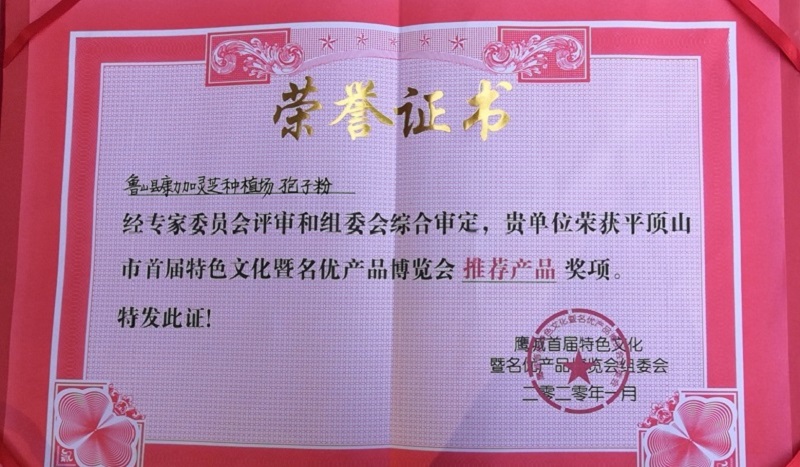 荣誉证书
鲁山县康加灵芝种植场 孢子粉
经专家委员会评审和组委会综合审定，贵单位荣获平顶山
市首届特色文化暨名优产品博览会 推荐产品 奖项。
特发此证!
鹰城首届特色文化
暨名优产品博览会组委会
二零二零年一月